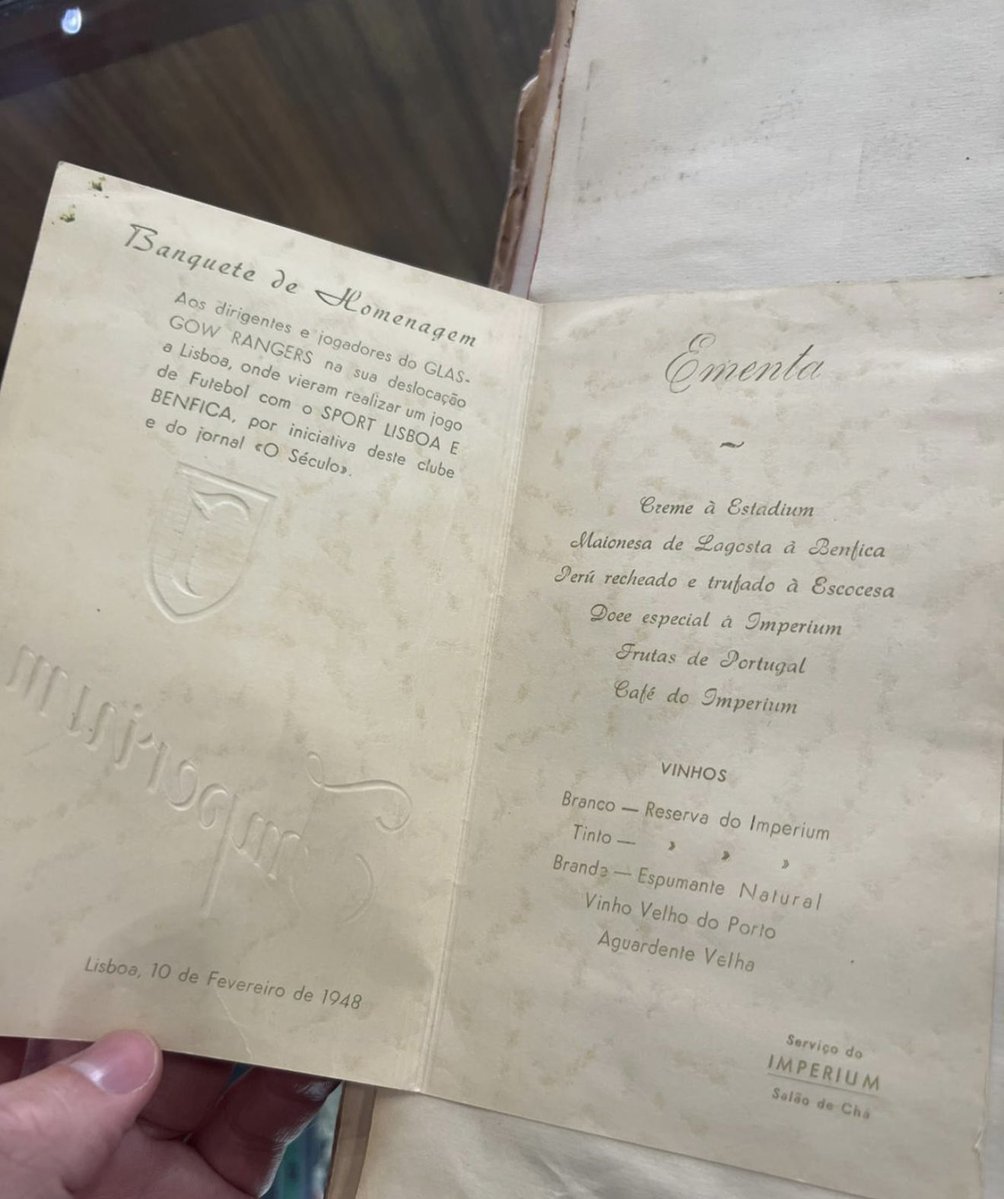 Banquete de Homenagem
Aos dirigentes e jogadores do GLAS-
GOW RANGERS na sua deslocação
a Lisboa, onde vieram realizar um jogo
de Futebol com o SPORT LISBOA E
BENFICA, por iniciativa deste clube
e do jornal «O Século».
Imperium
Lisboa, 10 de Fevereiro de 1948
Ementa
~
Creme à Estadium
Maionesa de Lagosta à Benfica
Perú recheado e trufado à Escocesa
Doee especial à Imperium
Frutas de Portugal
Café do Imperium
VINHOS
Branco — Reserva do Imperium
Tinto — » » »
Branda — Espumante Natural
Vinho Velho do Porto
Aguardente Velha
Serviço do
IMPERIUM
Salão de Chá